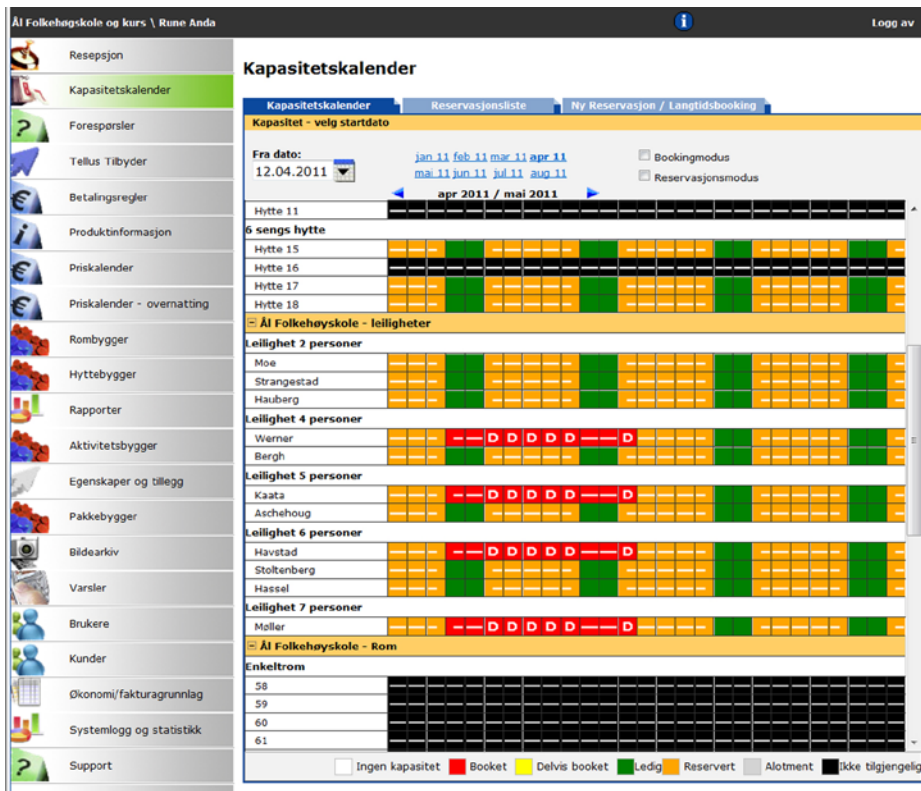 Ål Folkehøgskole og kurs \ Rune Anda
Logg av
Resepsjon
Kapasitetskalender
Forespørsler
Tellus Tilbyder
Betalingsregler
Produktinformasjon
Priskalender
Priskalender - overnatting
Rombygger
Hyttebygger
Rapporter
Aktivitetsbygger
Egenskaper og tillegg
Pakkebygger
Bildearkiv
Varsler
Brukere
Kunder
Økonomi/fakturagrunnlag
Systemlogg og statistikk
Support
Kapasitetskalender
Kapasitetskalender Reservasjonsliste Ny Reservasjon / Langtidsbooking
Kapasitet - velg startdato
Fra dato:
12.04.2011
jan 11 feb 11 mar 11 apr 11
mai 11 jun 11 jul 11 aug 11
apr 2011 / mai 2011
Bookingmodus
Reservasjonsmodus
Hytte 11
6 sengs hytte
Hytte 15
Hytte 16
Hytte 17
Hytte 18
Ål Folkehøyskole - leiligheter
Leilighet 2 personer
Moe
Strangestad
Hauberg
Leilighet 4 personer
Werner D D D D D D
Bergh
Leilighet 5 personer
Kaata D D D D D D
Aschehoug
Leilighet 6 personer
Havstad D D D D D D
Stoltenberg
Hassel
Leilighet 7 personer
Møller D D D D D D
Ål Folkehøyskole - Rom
Enkeltrom
58
59
60
61
Ingen kapasitet Booket Delvis booket Ledig Reservert Alotment Ikke tilgjengelig